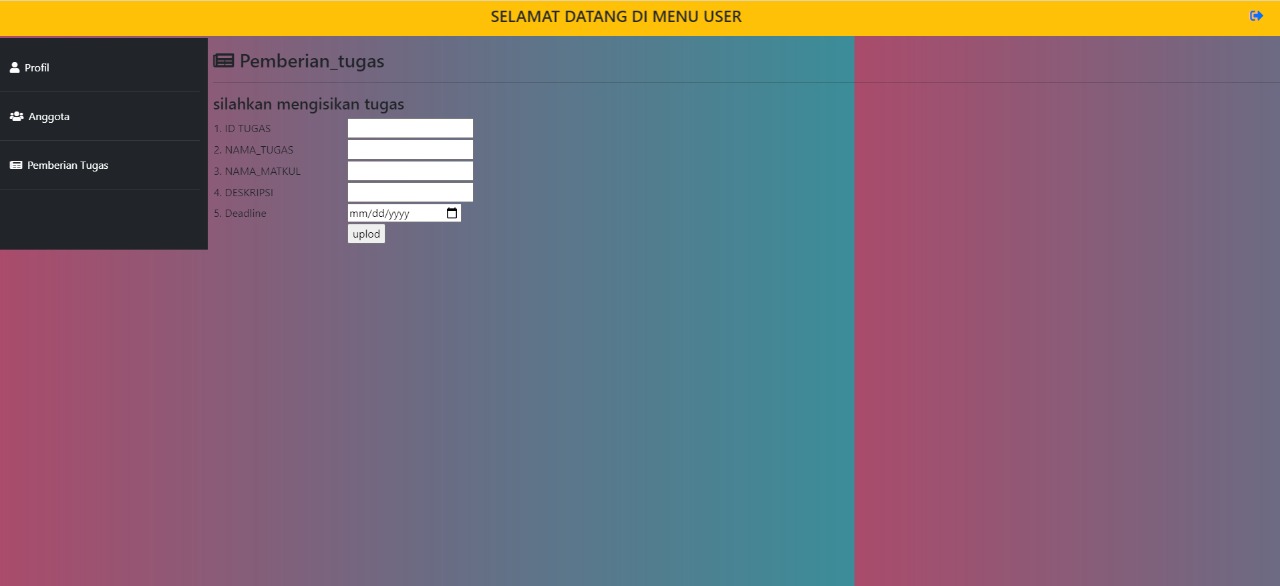 SELAMAT DATANG DI MENU USER
Profil
Anggota
Pemberian Tugas
Pemberian_tugas
silahkan mengisikan tugas
1. ID TUGAS
2. NAMA_TUGAS
3. NAMA_MATKUL
4. DESKRIPSI
5. Deadline mm/dd/yyyy
uplod